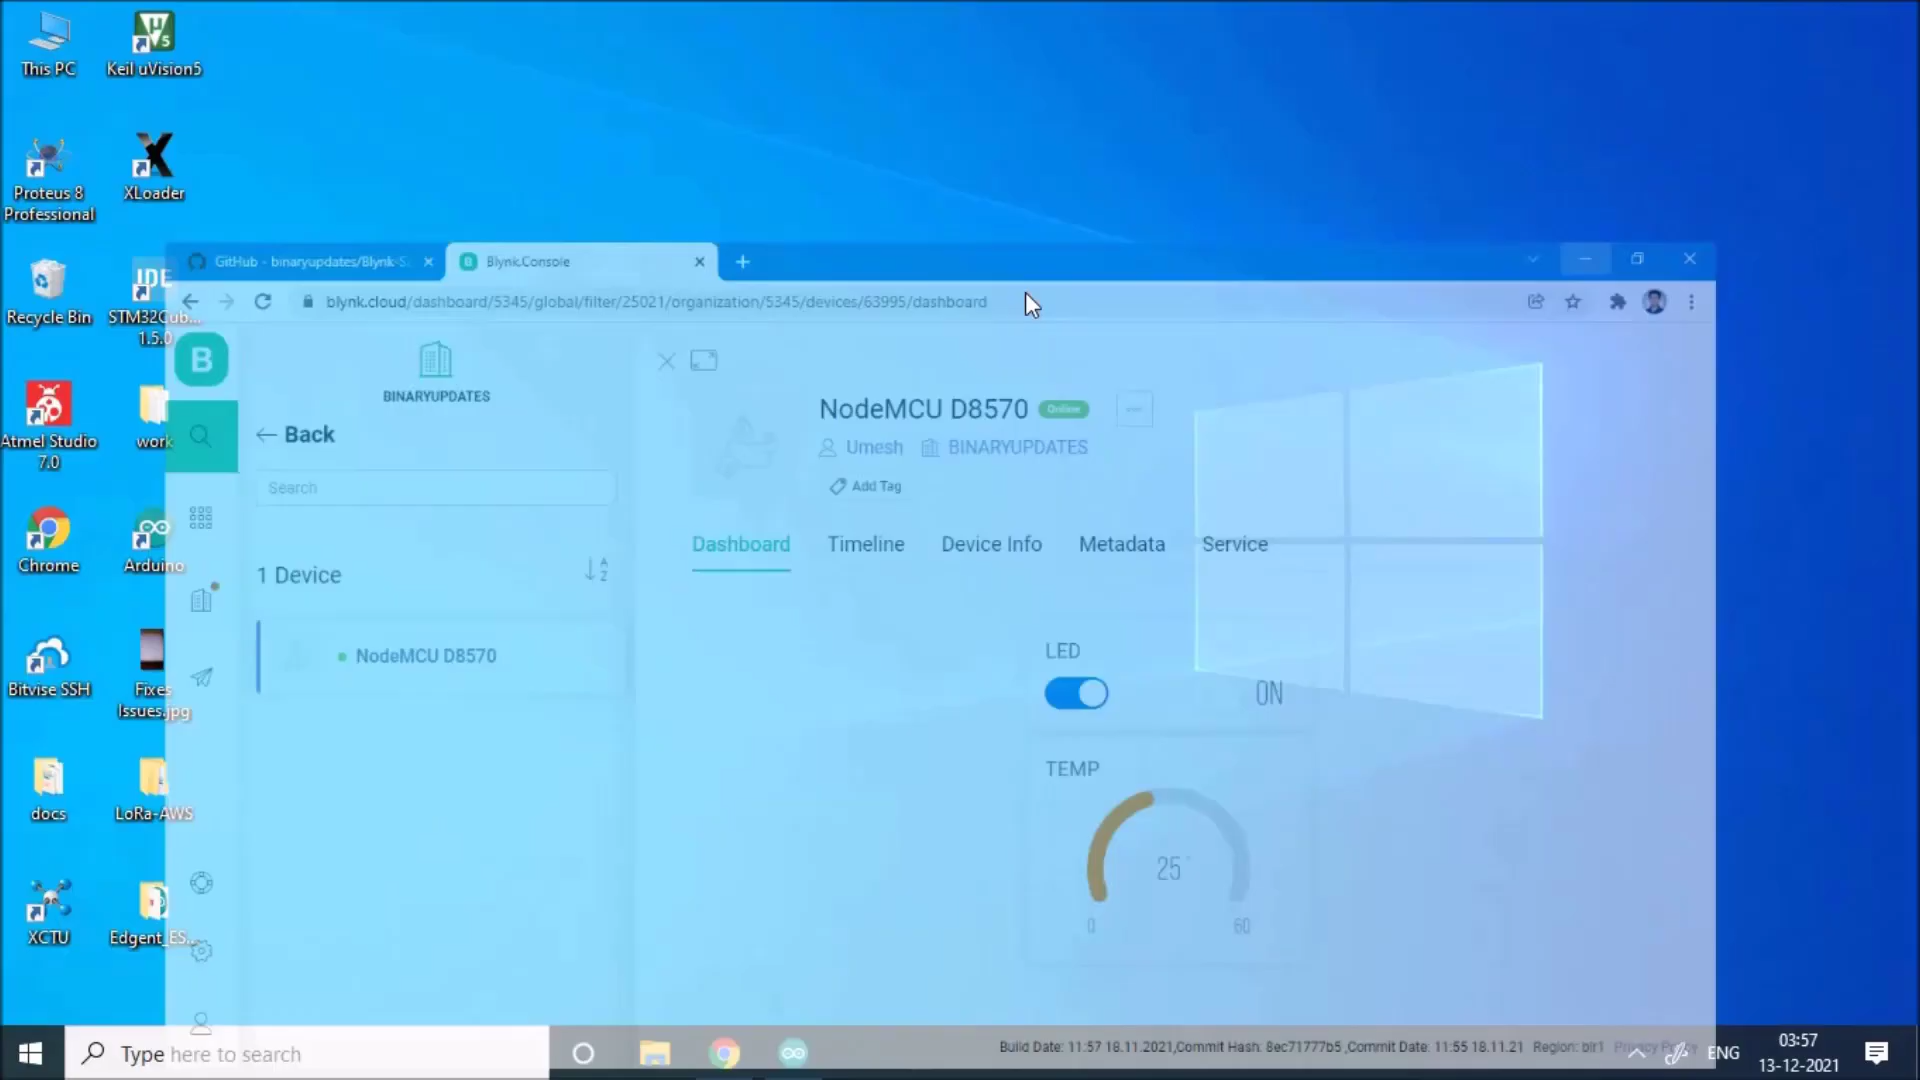 This PC
Keil uVision5
Proteus 8
Professional
XLoader
Recycle Bin
IDE
STM32Cub...
1.5.0
Atmel Studio
7.0
work
Chrome
Arduino
Bitvise SSH
Fixes
Issues.jpg
docs
LoRa-AWS
XCTU
Edgent_ES...
GitHub - binaryupdates/Blynk-S
Blynk.Console
blynk.cloud/dashboard/5345/global/filter/25021/organization/5345/devices/63995/dashboard
B
BINARYUPDATES
Back
Search
1 Device
A
Z
NodeMCU D8570
NodeMCU D8570
Online
Umesh
BINARYUPDATES
Add Tag
Dashboard
Timeline
Device Info
Metadata
Service
LED
ON
TEMP
25°
0
60
Build Date: 11:57 18.11.2021,Commit Hash: 8ec71777b5 ,Commit Date: 11:55 18.11.21
Region: blr1
Privacy Policy
Type here to search
ENG
03:57
13-12-2021